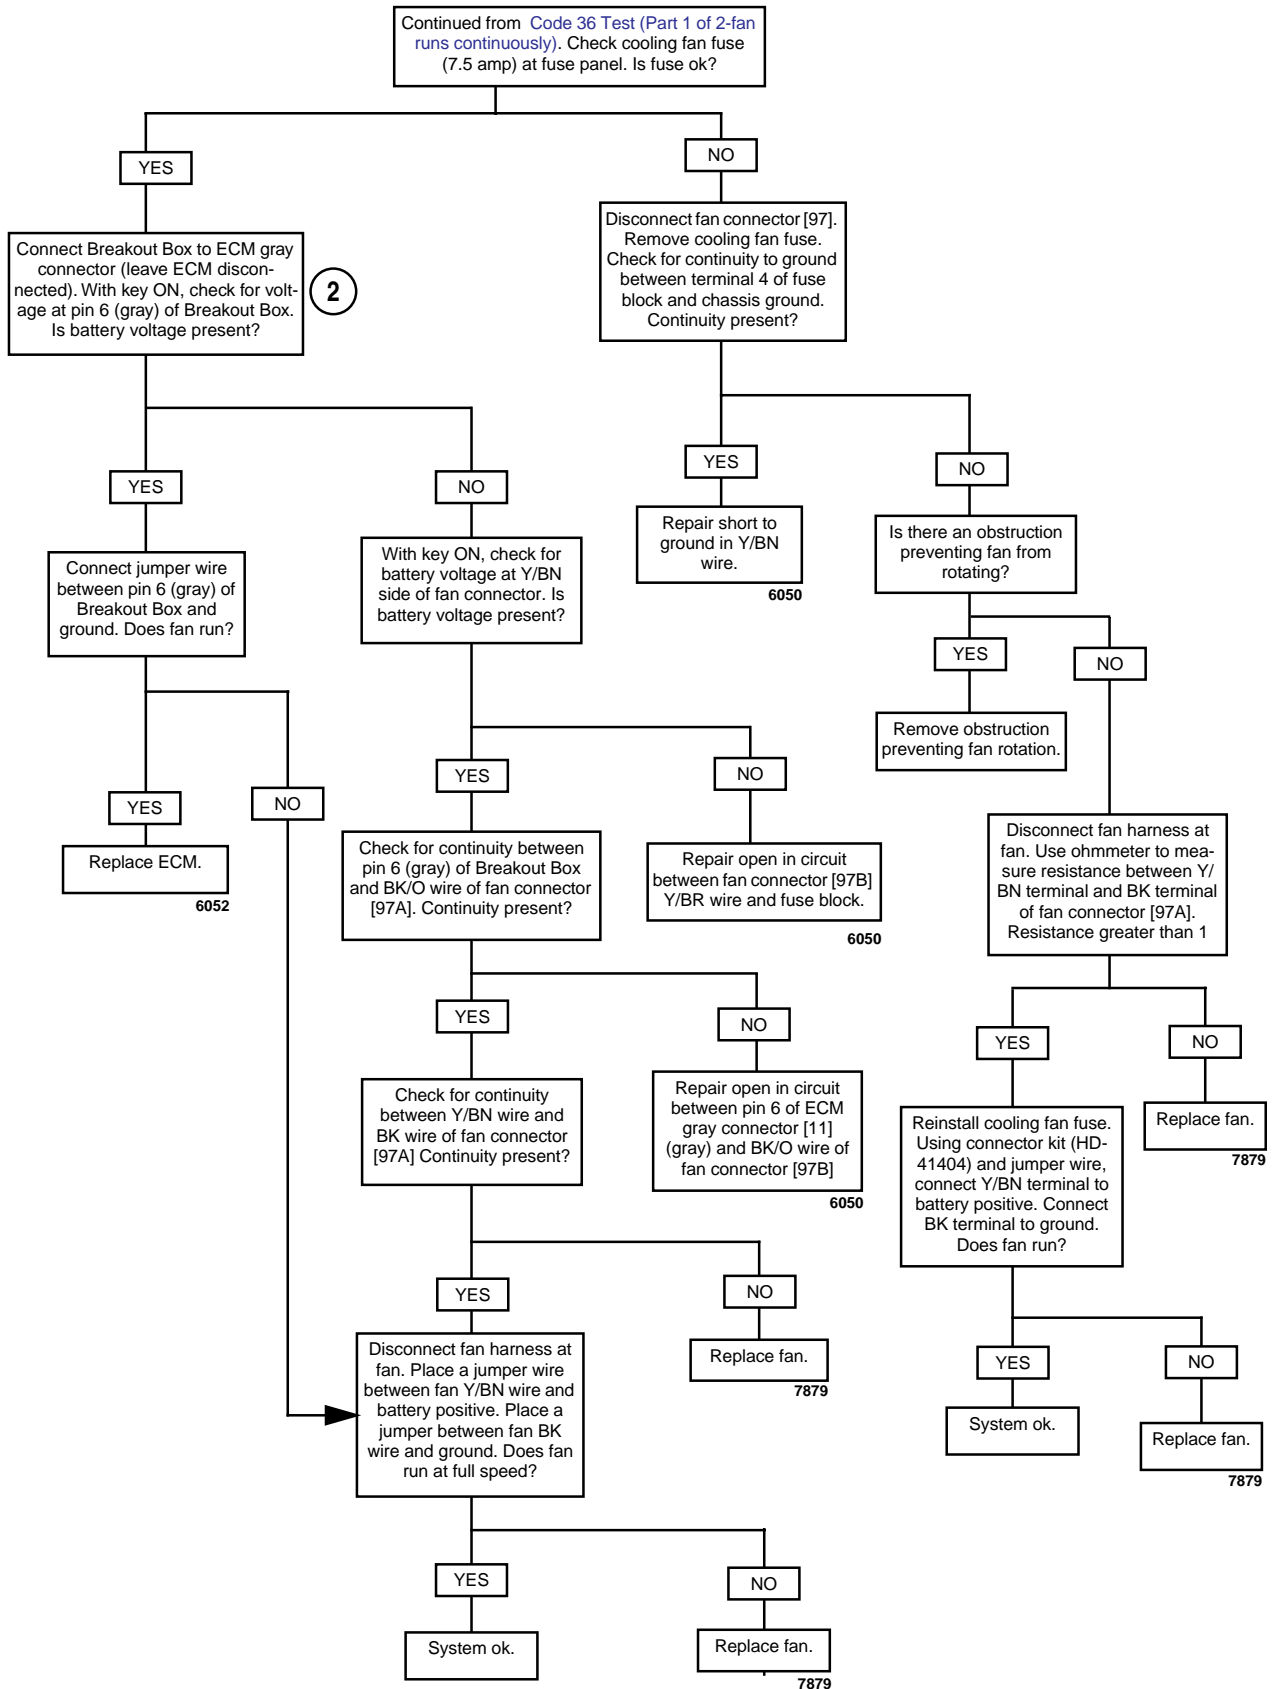 Continued from  Code 36 Test (Part 1 of 2-fan
runs continuously). Check cooling fan fuse
(7.5 amp) at fuse panel. Is fuse ok?
YES
NO
Connect Breakout Box to ECM gray
connector (leave ECM discon-
nected). With key ON, check for volt-
age at pin 6 (gray) of Breakout Box.
Is battery voltage present?
2
Disconnect fan connector [97].
Remove cooling fan fuse.
Check for continuity to ground
between terminal 4 of fuse
block and chassis ground.
Continuity present?
YES
NO
YES
NO
Connect jumper wire
between pin 6 (gray) of
Breakout Box and
ground. Does fan run?
With key ON, check for
battery voltage at Y/BN
side of fan connector. Is
battery voltage present?
Repair short to
ground in Y/BN
wire.
6050
Is there an obstruction
preventing fan from
rotating?
YES
NO
Remove obstruction
preventing fan rotation.
YES
NO
YES
NO
Replace ECM.
6052
Check for continuity between
pin 6 (gray) of Breakout Box
and BK/O wire of fan connector
[97A]. Continuity present?
Repair open in circuit
between fan connector [97B]
Y/BR wire and fuse block.
6050
Disconnect fan harness at
fan. Use ohmmeter to mea-
sure resistance between Y/
BN terminal and BK terminal
of fan connector [97A].
Resistance greater than 1
YES
NO
YES
NO
Check for continuity
between Y/BN wire and
BK wire of fan connector
[97A] Continuity present?
Repair open in circuit
between pin 6 of ECM
gray connector [11]
(gray) and BK/O wire of
fan connector [97B]
6050
Reinstall cooling fan fuse.
Using connector kit (HD-
41404) and jumper wire,
connect Y/BN terminal to
battery positive. Connect
BK terminal to ground.
Does fan run?
Replace fan.
7879
YES
NO
YES
NO
Disconnect fan harness at
fan. Place a jumper wire
between fan Y/BN wire and
battery positive. Place a
jumper between fan BK
wire and ground. Does fan
run at full speed?
Replace fan.
7879
System ok.
Replace fan.
7879
YES
NO
System ok.
Replace fan.
7879